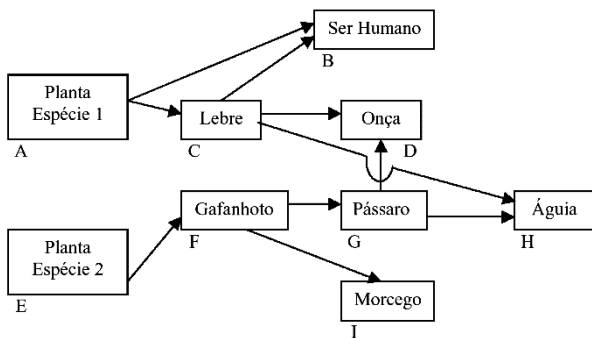 Ser Humano
B
Planta
Espécie 1
A
Lebre
C
Onça
D
Gafanhoto
F
Pássaro
G
Águia
H
Planta
Espécie 2
E
Morcego
I